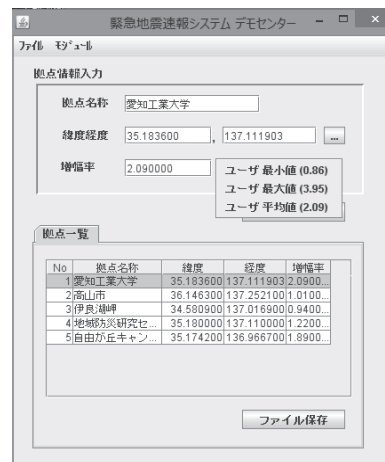 緊急地震速報システム デモセンター
ファイル モジュール
拠点情報入力
拠点名称 愛知工業大学
緯度経度 35.183600 , 137.111903 ...
増幅率 2.090000
ユーザ 最小値 (0.86)
ユーザ 最大値 (3.95)
ユーザ 平均値 (2.09)
拠点一覧
No 拠点名称 緯度 経度 増幅率
1 愛知工業大学 35.183600 137.111903 2.0900...
2 高山市 36.146300 137.252100 1.0100...
3 伊良湖岬 34.580900 137.016900 0.9400...
4 地域防災研究セ... 35.180000 137.110000 1.2200...
5 自由が丘キャン... 35.174200 136.966700 1.8900...
ファイル保存